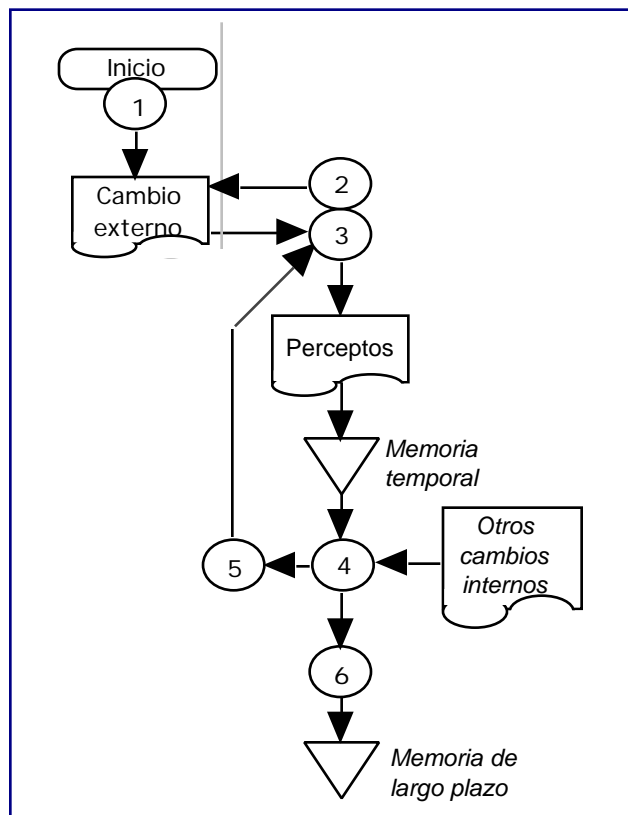 Inicio
1
Cambio
externo
2
3
Perceptos
Memoria
temporal
Otros
cambios
internos
5
4
6
Memoria de
largo plazo